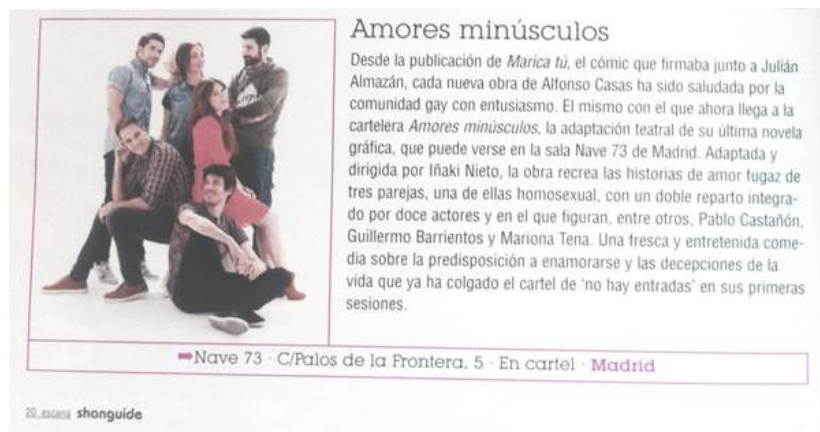 Amores minúsculos
Desde la publicación de Marica tú, el cómic que firmaba junto a Julián
Almazán, cada nueva obra de Alfonso Casas ha sido saludada por la
comunidad gay con entusiasmo. El mismo con el que ahora llega a la
cartelera Amores minúsculos, la adaptación teatral de su última novela
gráfica, que puede verse en la sala Nave 73 de Madrid. Adaptada y
dirigida por Iñaki Nieto, la obra recrea las historias de amor fugaz de
tres parejas, una de ellas homosexual, con un doble reparto integra-
do por doce actores y en el que figuran, entre otros, Pablo Castañón,
Guillermo Barrientos y Mariona Tena. Una fresca y entretenida come-
dia sobre la predisposición a enamorarse y las decepciones de la
vida que ya ha colgado el cartel de ‘no hay entradas’ en sus primeras
sesiones.
➡Nave 73 · C/Palos de la Frontera, 5 · En cartel · Madrid
20 escena shanguide